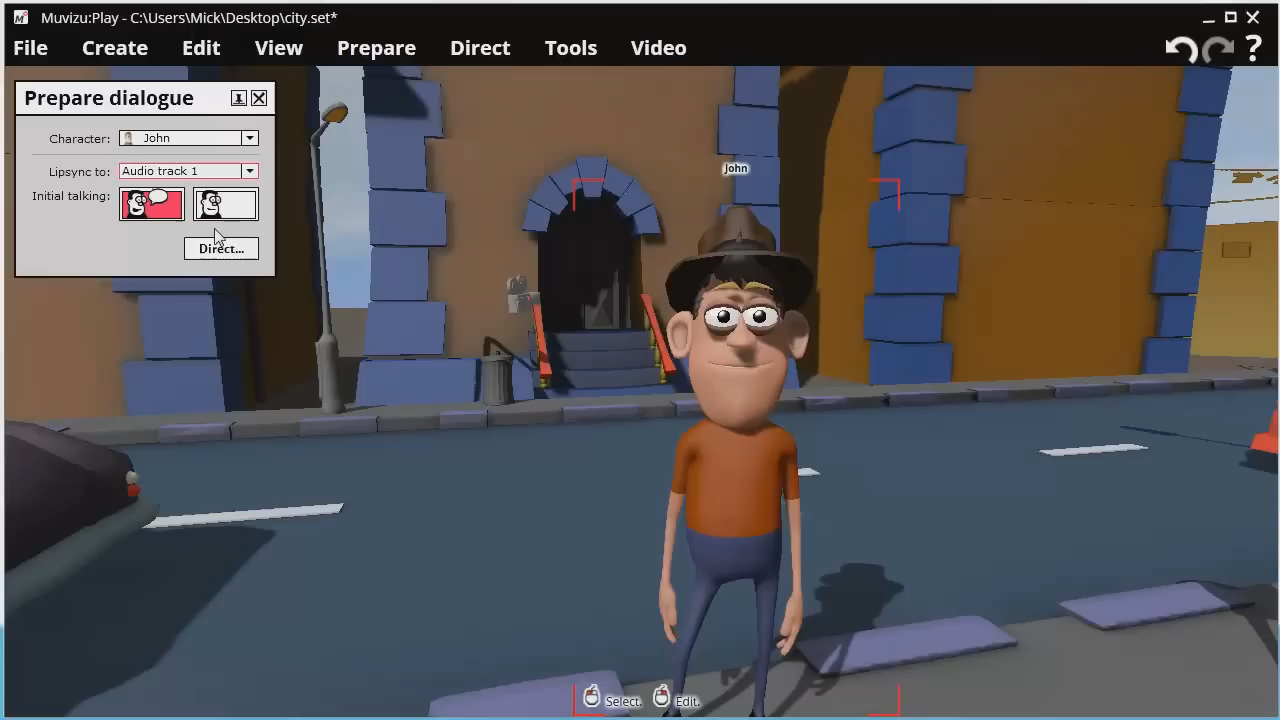 Muvizu:Play - C:\Users\Mick\Desktop\city.set*
File Create Edit View Prepare Direct Tools Video ?
Prepare dialogue
Character: John
Lipsync to: Audio track 1
Initial talking:
Direct...
John
Select. Edit.